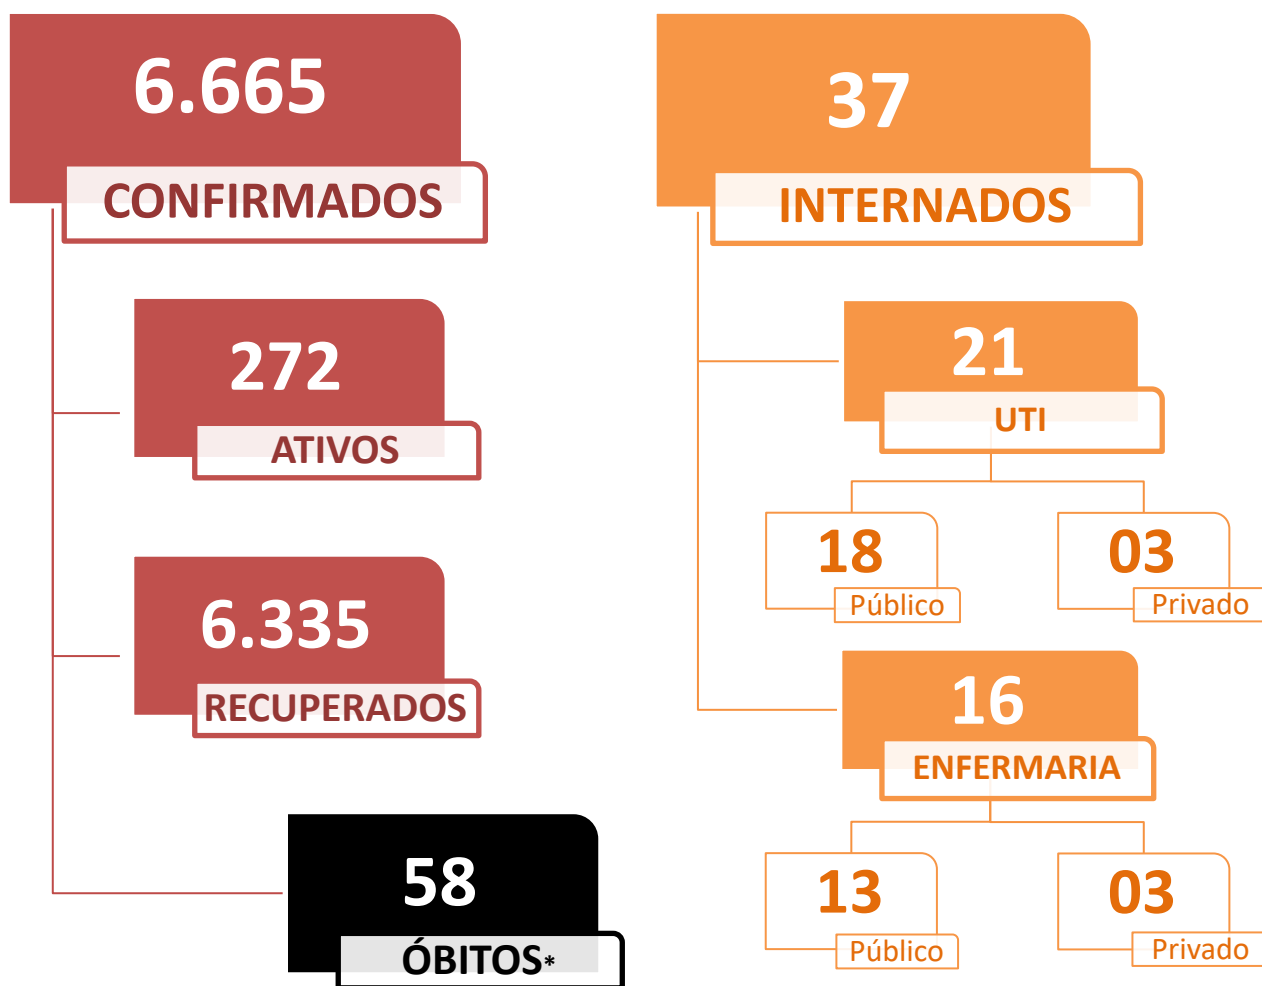 6.665
CONFIRMADOS
272
ATIVOS
6.335
RECUPERADOS
58
ÓBITOS*
37
INTERNADOS
21
UTI
18
Público
03
Privado
16
ENFERMARIA
13
Público
03
Privado